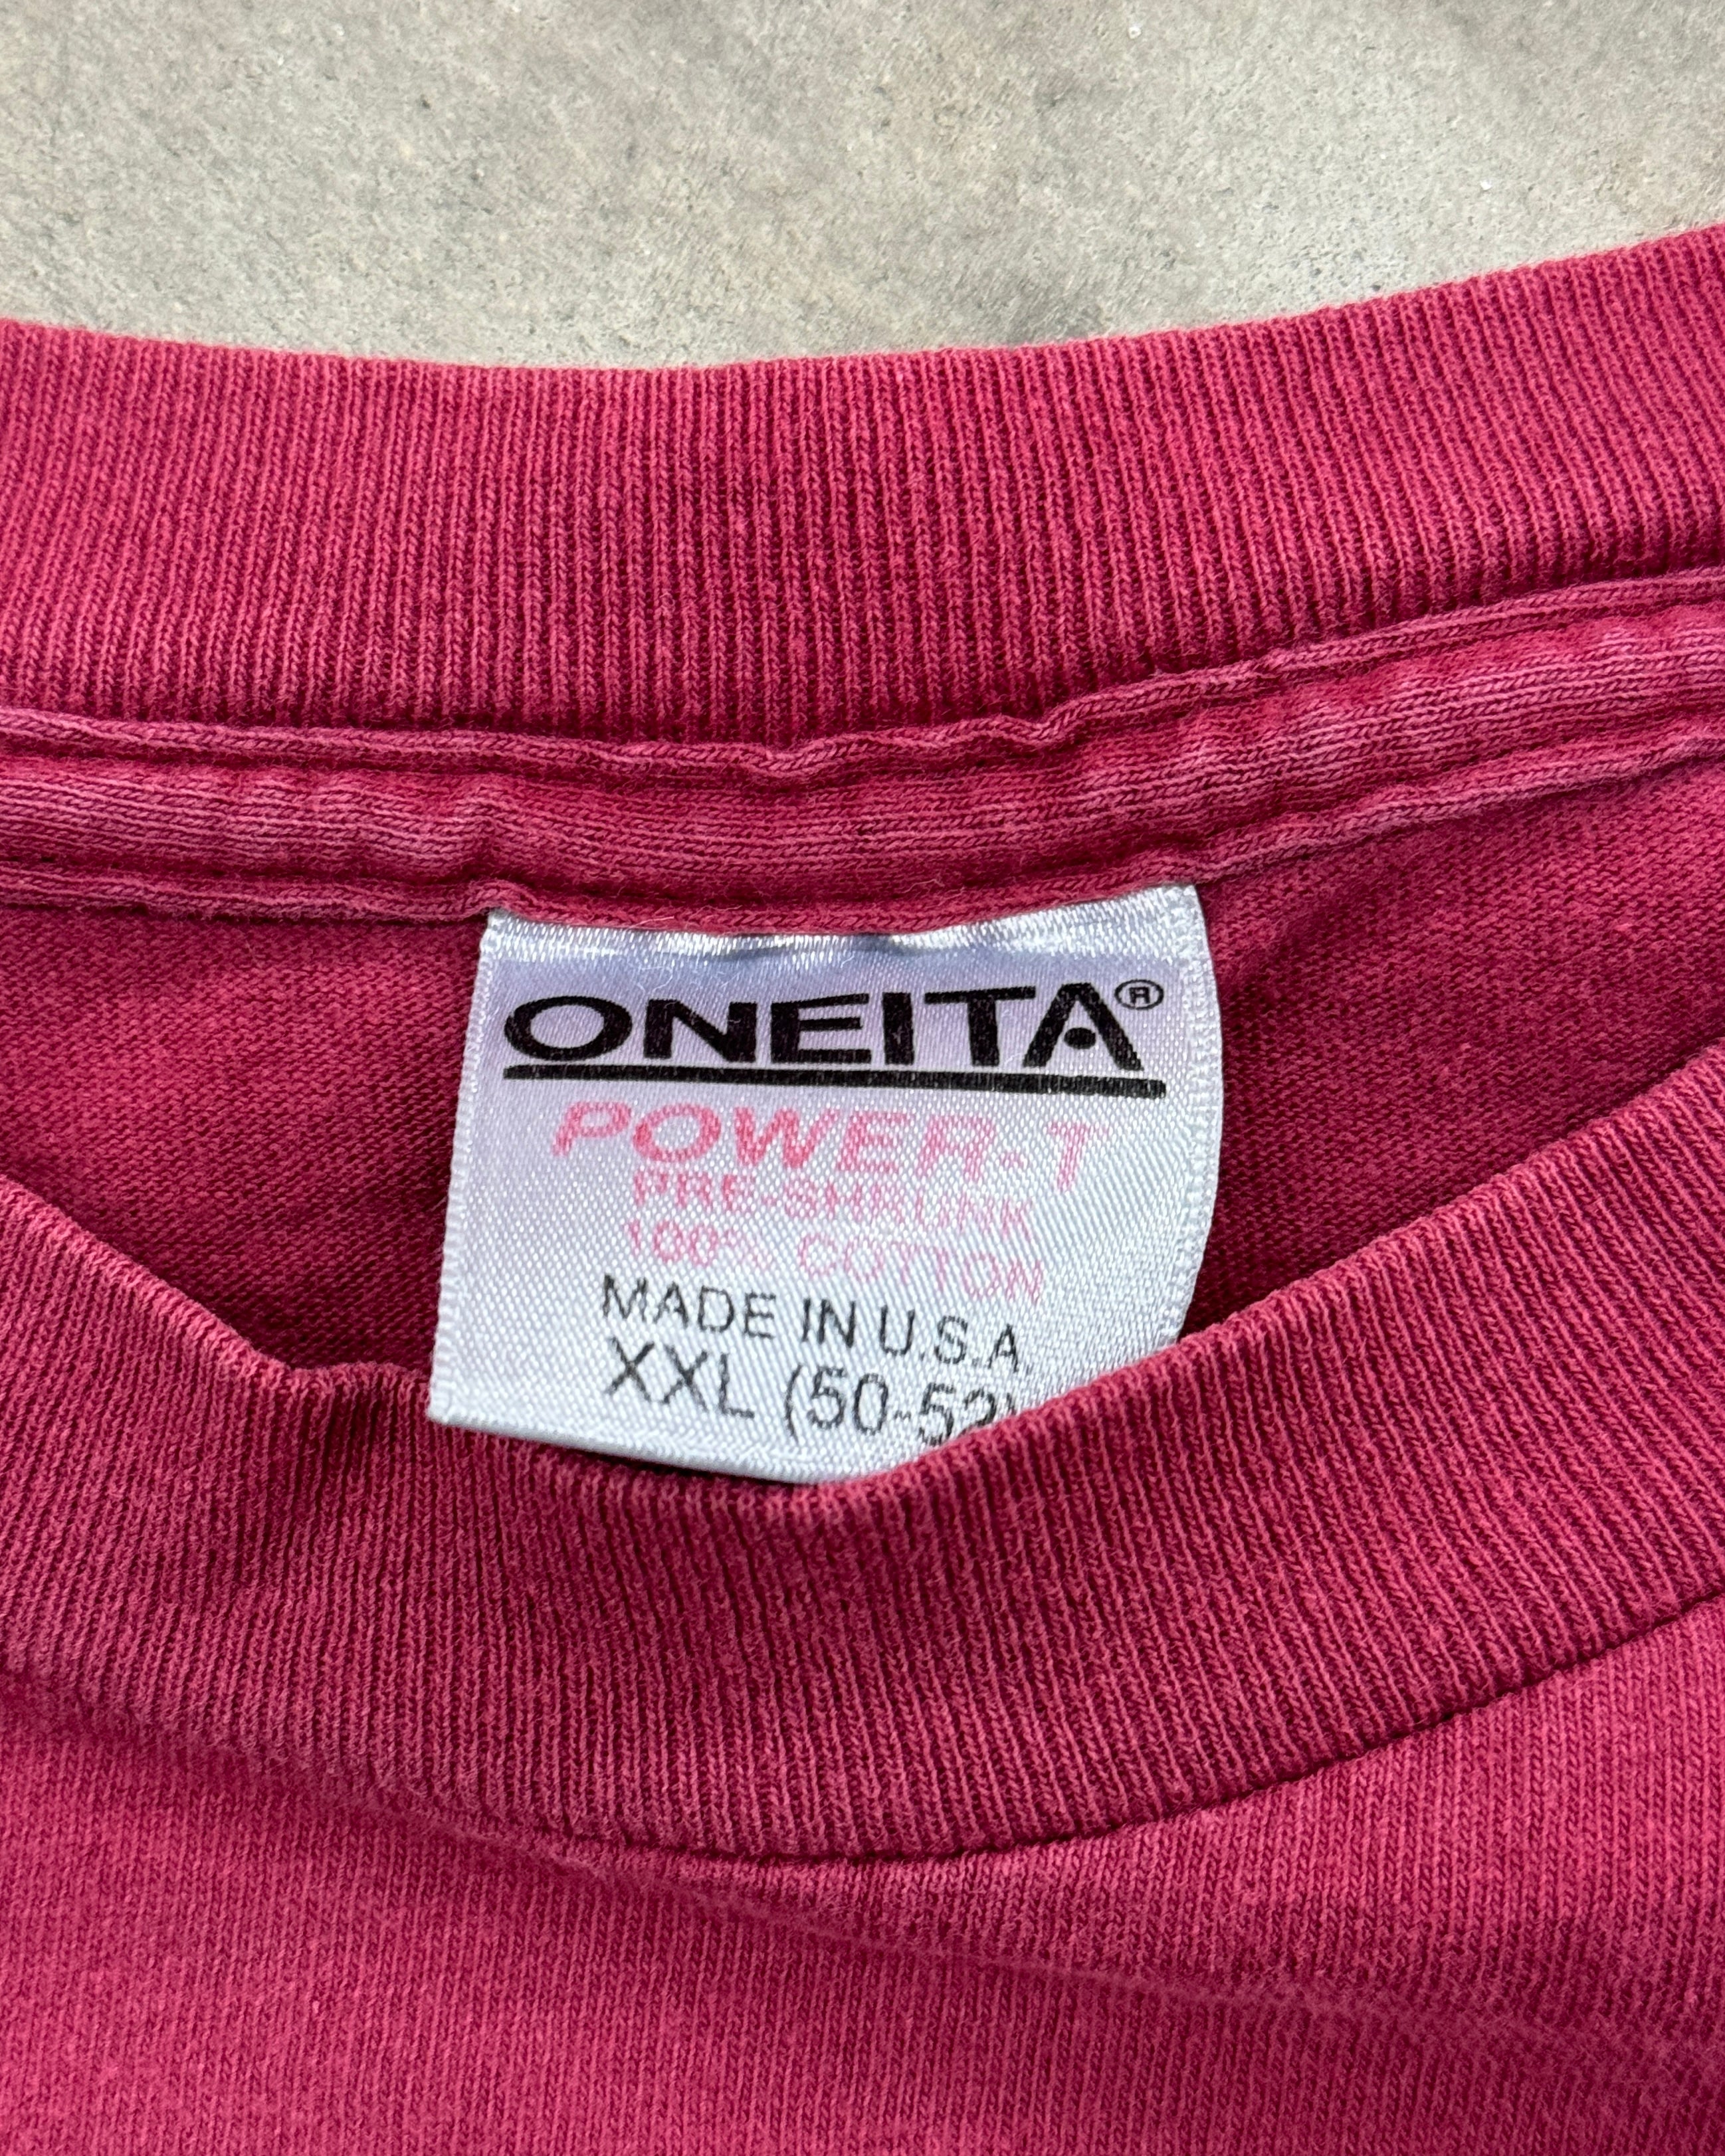 ONEITA®
POWER-T
PRE-SHRUNK
100% COTTON
MADE IN U.S.A.
XXL (50-52)